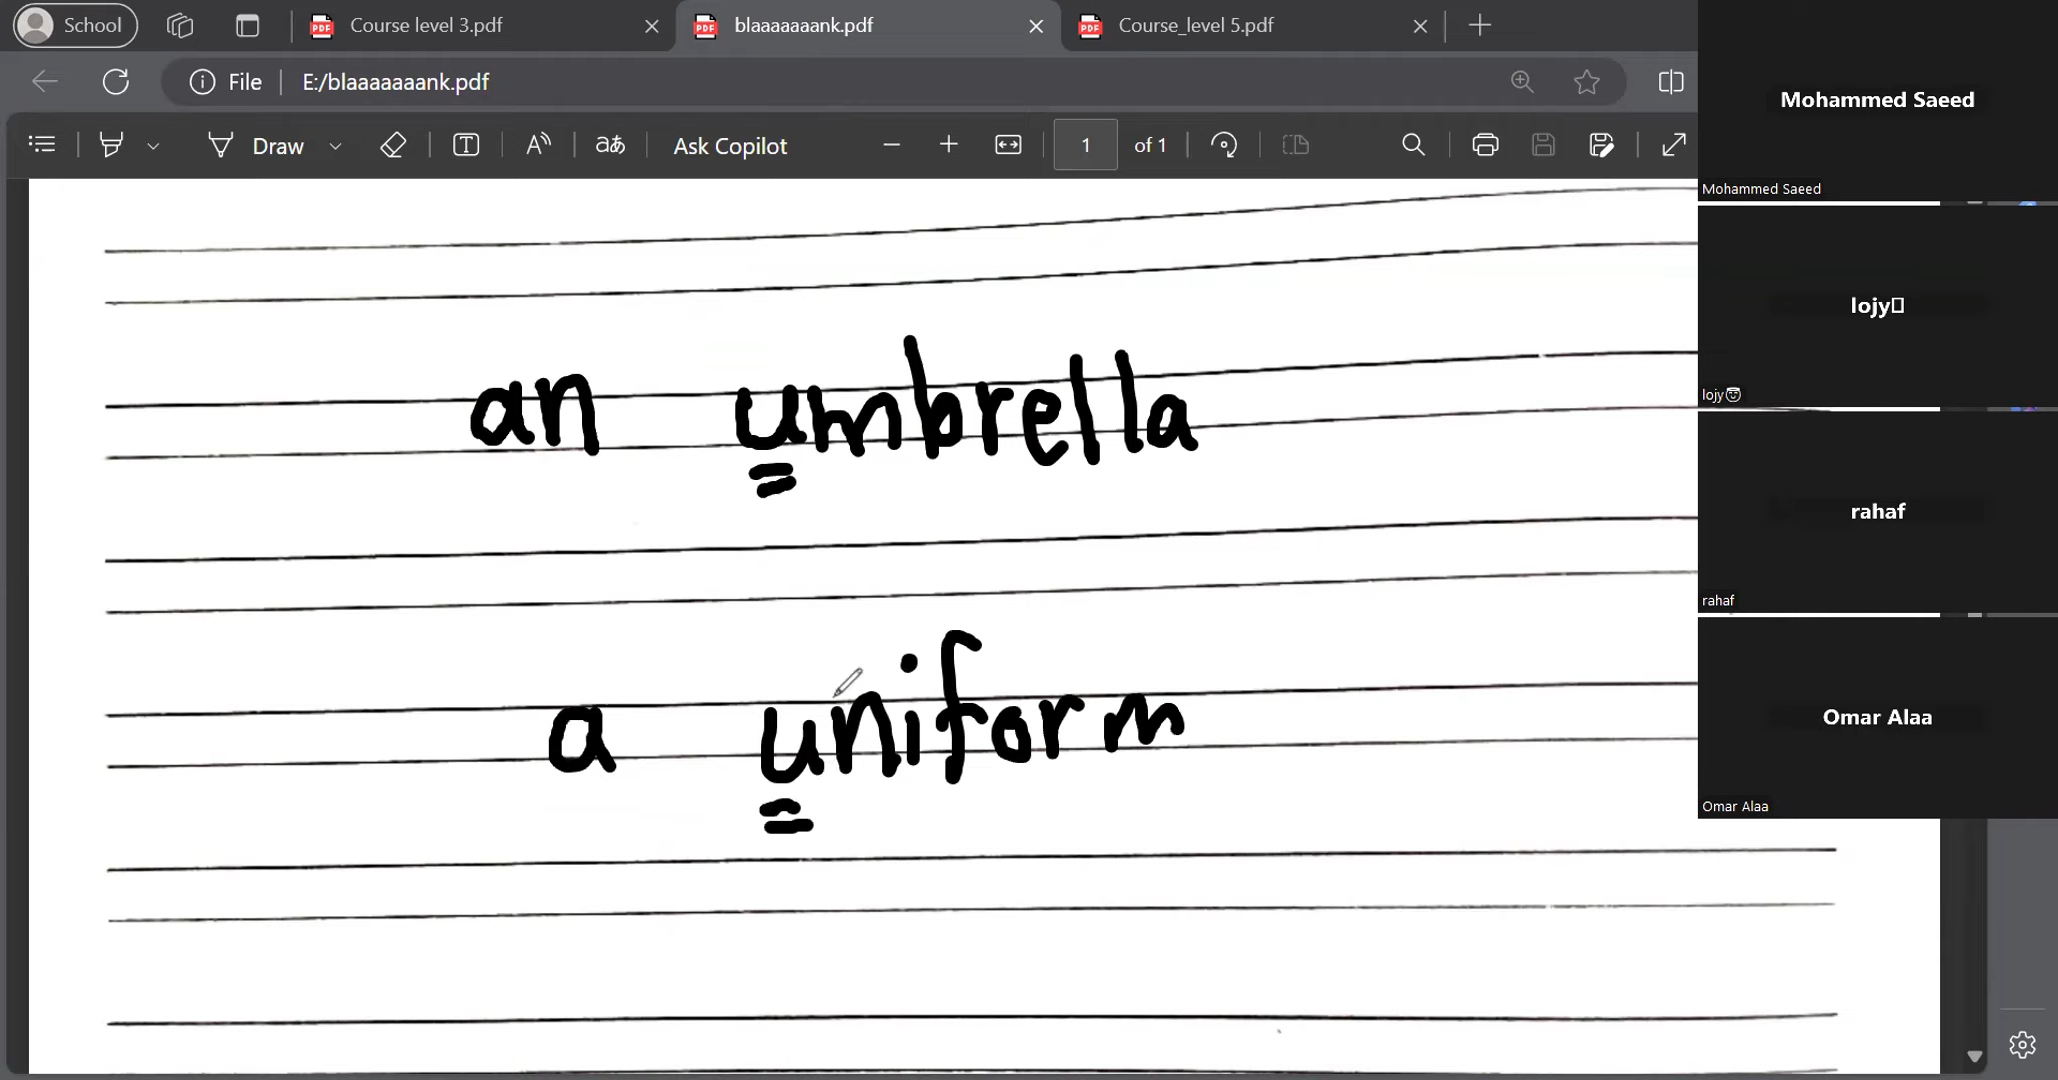 School
Course level 3.pdf
blaaaaaaank.pdf
Course_level 5.pdf
File
E:/blaaaaaaank.pdf
Draw
Ask Copilot
1 of 1
an umbrella
a uniform
Mohammed Saeed
Mohammed Saeed
lojy
lojy😇
rahaf
rahaf
Omar Alaa
Omar Alaa